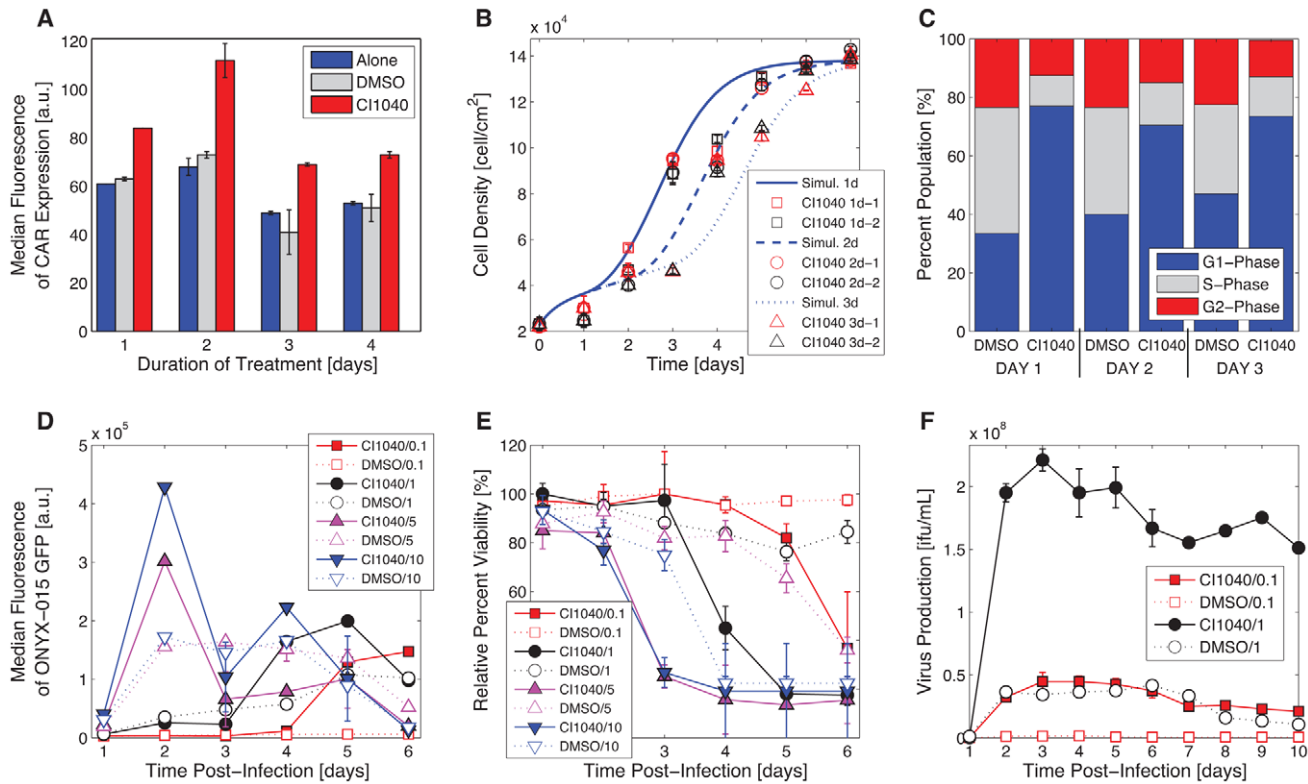 A
Median Fluorescence
of CAR Expression [a.u.]
120
100
80
60
40
20
0
Alone
DMSO
CI1040
1 2 3 4
Duration of Treatment [days]
B
x 10⁴
Cell Density [cell/cm²]
14
12
10
8
6
4
2
0 1 2 3 4
Time [days]
Simul. 1d
CI1040 1d-1
CI1040 1d-2
Simul. 2d
CI1040 2d-1
CI1040 2d-2
Simul. 3d
CI1040 3d-1
CI1040 3d-2
C
Percent Population [%]
100
80
60
40
20
0
G1-Phase
S-Phase
G2-Phase
DMSO CI1040 DMSO CI1040 DMSO CI1040
DAY 1 DAY 2 DAY 3
D
x 10⁵
Median Fluorescence
of ONYX-015 GFP [a.u.]
5
4
3
2
1
0
CI1040/0.1
DMSO/0.1
CI1040/1
DMSO/1
CI1040/5
DMSO/5
CI1040/10
DMSO/10
1 2 3 4 5 6
Time Post-Infection [days]
E
Relative Percent Viability [%]
120
100
80
60
CI1040/0.1
DMSO/0.1
CI1040/1
DMSO/1
CI1040/5
DMSO/5
CI1040/10
DMSO/10
3 4 5 6
Time Post-Infection [days]
F
x 10⁸
Virus Production [ifu/mL]
2
1.5
1
0.5
0
CI1040/0.1
DMSO/0.1
CI1040/1
DMSO/1
1 2 3 4 5 6 7 8 9 10
Time Post-Infection [days]